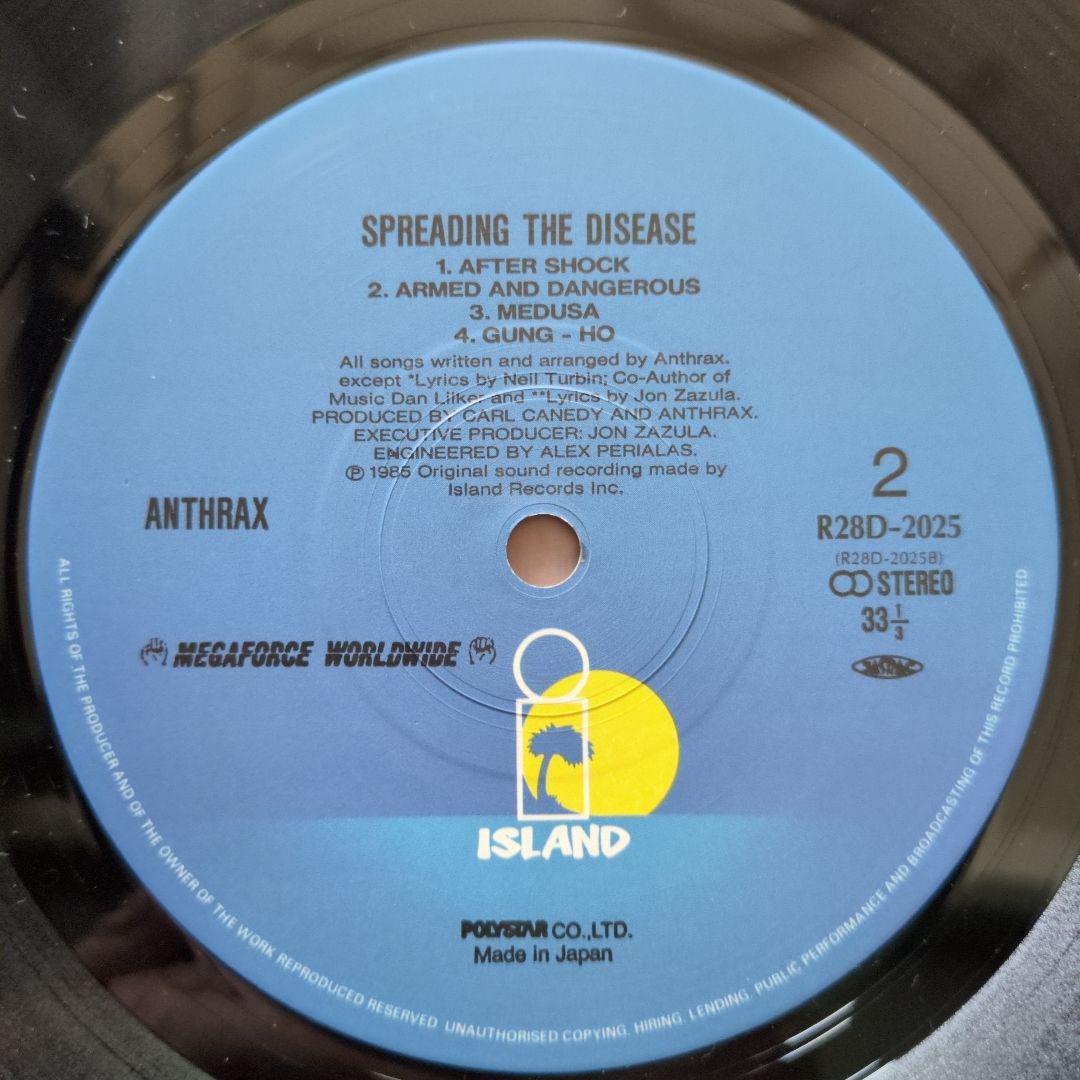 SPREADING THE DISEASE
1. AFTER SHOCK
2. ARMED AND DANGEROUS
3. MEDUSA
4. GUNG - HO
All songs written and arranged by Anthrax.
except *Lyrics by Neil Turbin; Co-Author of
Music Dan Lilker and **Lyrics by Jon Zazula.
PRODUCED BY CARL CANEDY AND ANTHRAX.
EXECUTIVE PRODUCER: JON ZAZULA.
ENGINEERED BY ALEX PERIALAS.
Ⓟ 1985 Original sound recording made by
Island Records Inc.
ANTHRAX
2
R28D-2025
(R28D-2025B)
STEREO
33 1/3
MEGAFORCE WORLDWIDE
ISLAND
POLYSTAR CO.,LTD.
Made in Japan
ALL RIGHTS OF THE PRODUCER AND OF THE OWNER OF THE WORK REPRODUCED RESERVED. UNAUTHORISED COPYING, HIRING, LENDING, PUBLIC PERFORMANCE AND BROADCASTING OF THIS RECORD PROHIBITED